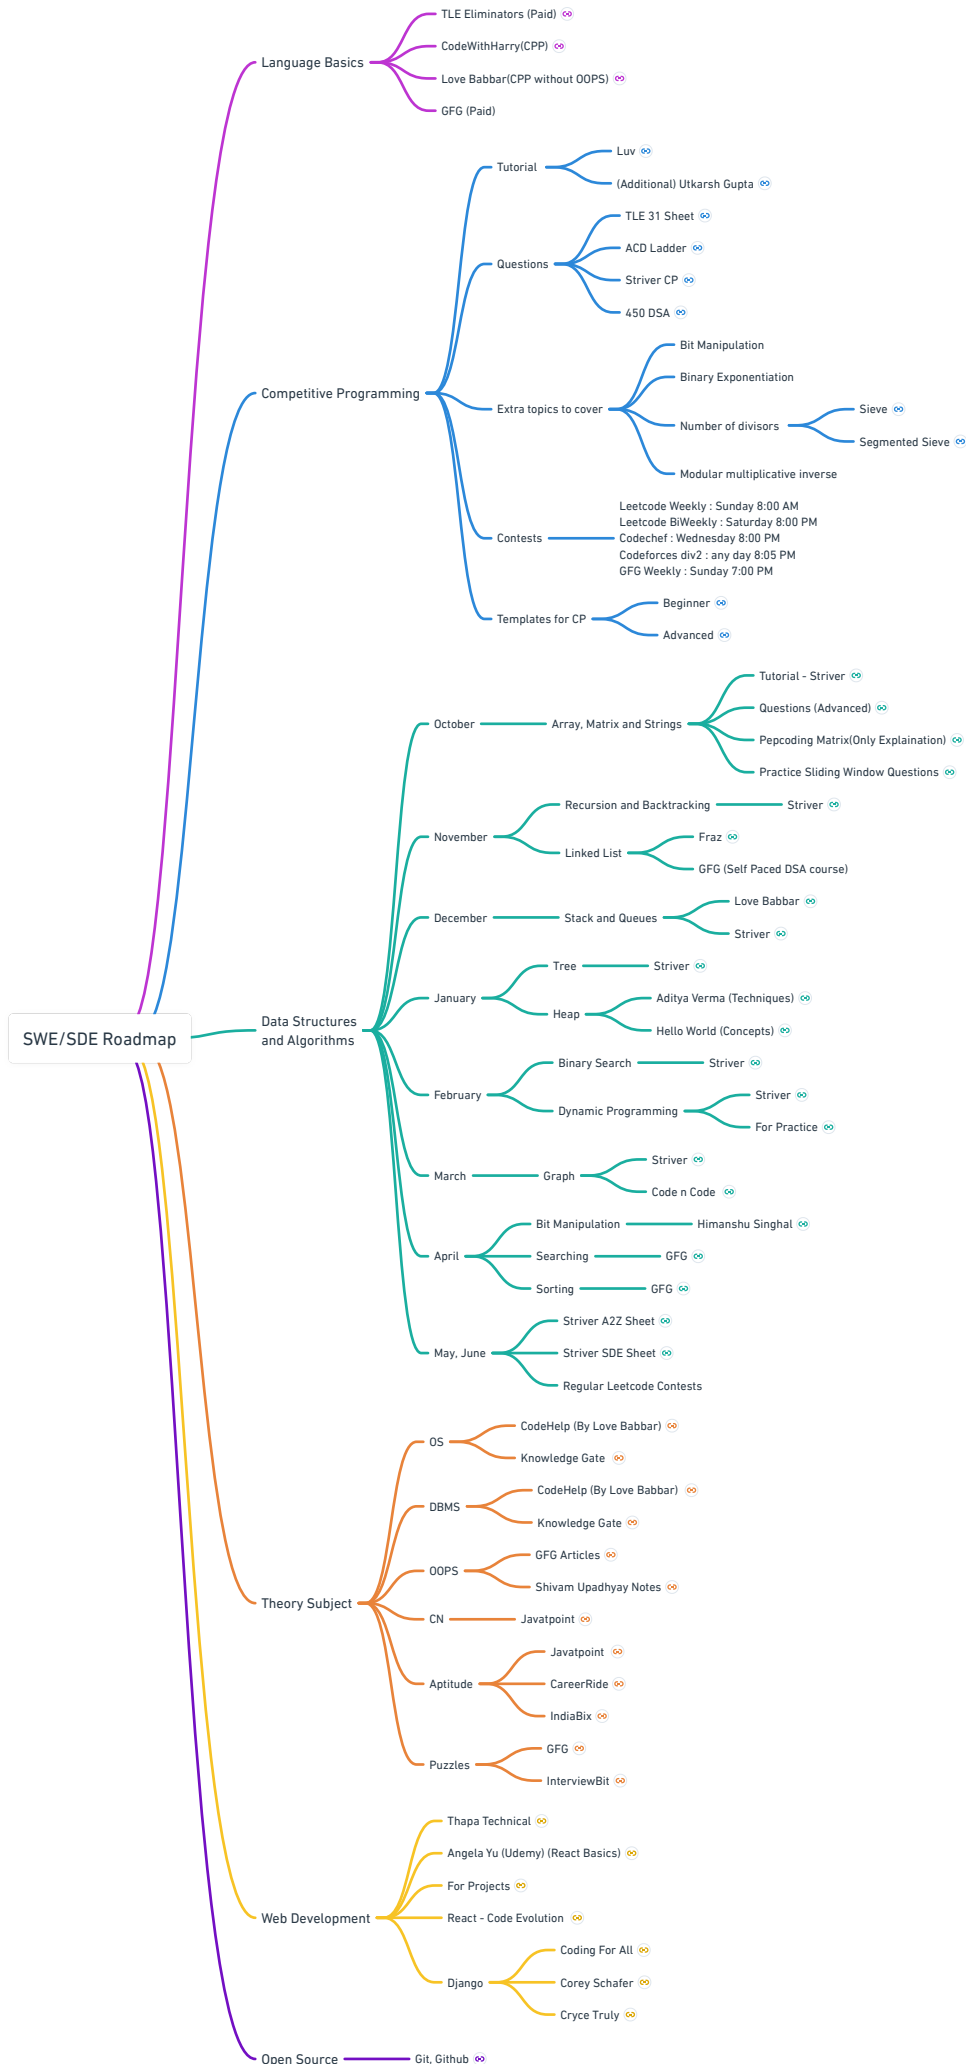 TLE Eliminators (Paid)
CodeWithHarry(CPP)
Language Basics
Love Babbar(CPP without OOPS)
GFG (Paid)
Luv
Tutorial
(Additional) Utkarsh Gupta
TLE 31 Sheet
ACD Ladder
Questions
Striver CP
450 DSA
Bit Manipulation
Binary Exponentiation
Competitive Programming
Extra topics to cover
Sieve
Number of divisors
Segmented Sieve
Modular multiplicative inverse
Leetcode Weekly : Sunday 8:00 AM
Leetcode BiWeekly : Saturday 8:00 PM
Contests
Codechef : Wednesday 8:00 PM
Codeforces div2 : any day 8:05 PM
GFG Weekly : Sunday 7:00 PM
Beginner
Templates for CP
Advanced
Tutorial - Striver
Questions (Advanced)
October
Array, Matrix and Strings
Pepcoding Matrix(Only Explaination)
Practice Sliding Window Questions
Recursion and Backtracking
Striver
November
Fraz
Linked List
GFG (Self Paced DSA course)
Love Babbar
December
Stack and Queues
Striver
Tree
Striver
January
Aditya Verma (Techniques)
Heap
Hello World (Concepts)
SWE/SDE Roadmap
Data Structures
and Algorithms
Binary Search
Striver
February
Striver
Dynamic Programming
For Practice
Striver
March
Graph
Code n Code
Bit Manipulation
Himanshu Singhal
April
Searching
GFG
Sorting
GFG
Striver A2Z Sheet
May, June
Striver SDE Sheet
Regular Leetcode Contests
CodeHelp (By Love Babbar)
OS
Knowledge Gate
CodeHelp (By Love Babbar)
DBMS
Knowledge Gate
GFG Articles
OOPS
Shivam Upadhyay Notes
Theory Subject
CN
Javatpoint
Javatpoint
Aptitude
CareerRide
IndiaBix
GFG
Puzzles
InterviewBit
Thapa Technical
Angela Yu (Udemy) (React Basics)
For Projects
Web Development
React - Code Evolution
Coding For All
Django
Corey Schafer
Cryce Truly
Open Source
Git, Github